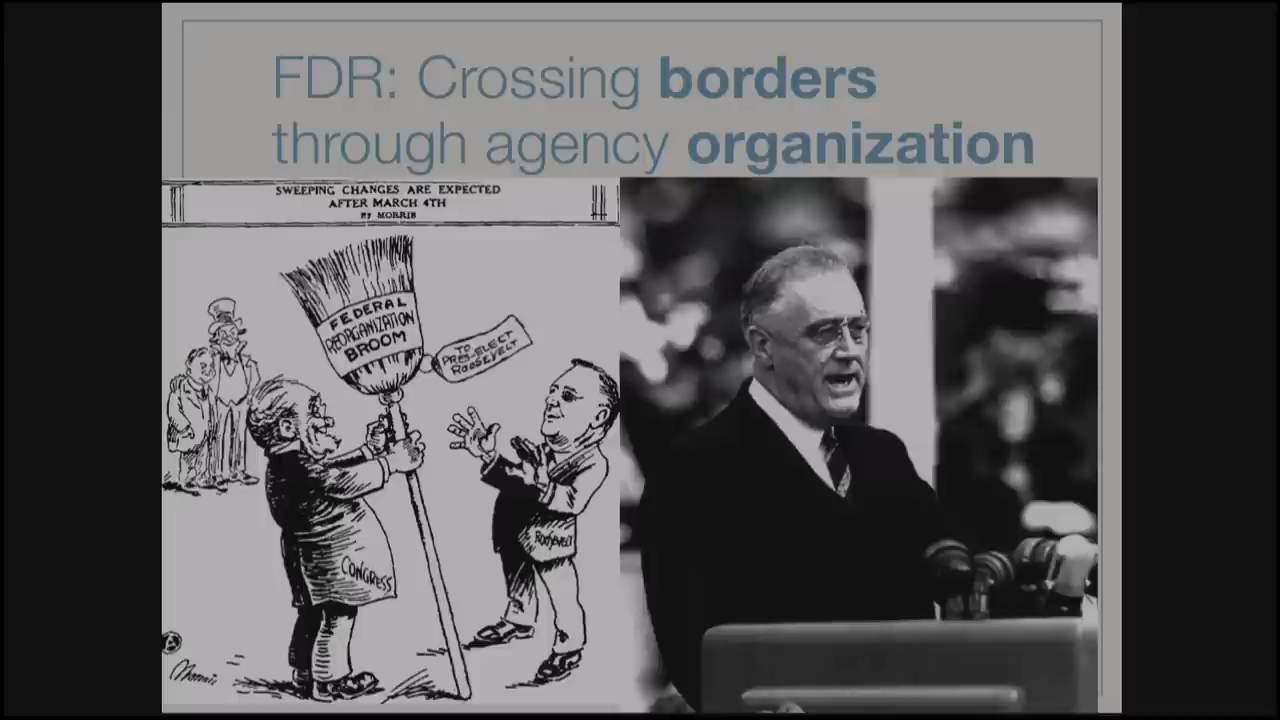 FDR: Crossing borders
through agency organization
SWEEPING CHANGES ARE EXPECTED
AFTER MARCH 4TH
BY MORRIS
FEDERAL
REORGANIZATION
BROOM
TO
PRES-ELECT
ROOSEVELT
ROOSEVELT
CONGRESS
Morris